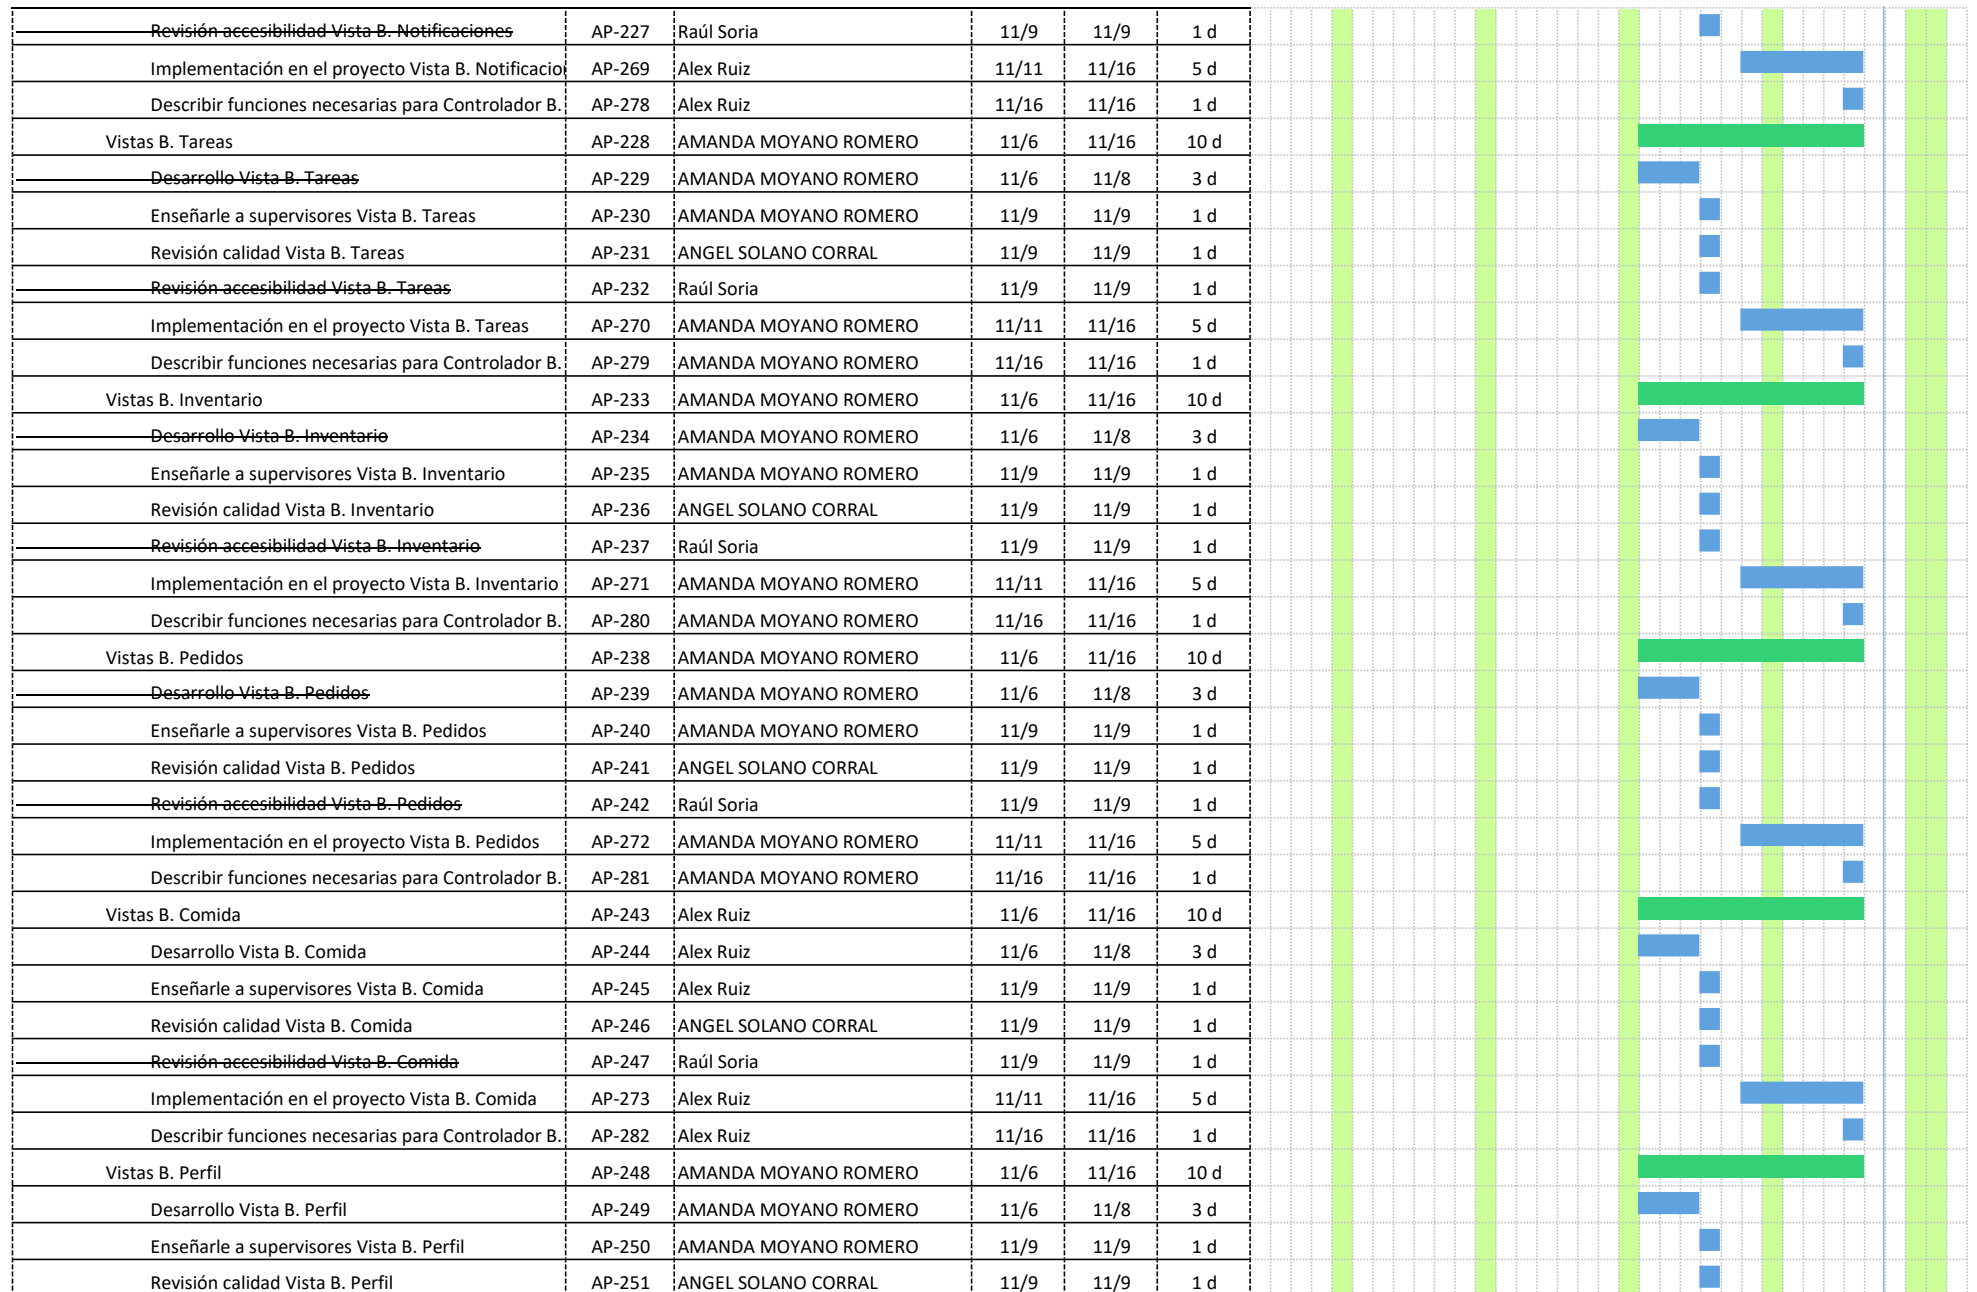 Revisión accesibilidad Vista B. Notificaciones AP-227 Raúl Soria 11/9 11/9 1 d
Implementación en el proyecto Vista B. Notificacio AP-269 Alex Ruiz 11/11 11/16 5 d
Describir funciones necesarias para Controlador B. AP-278 Alex Ruiz 11/16 11/16 1 d
Vistas B. Tareas AP-228 AMANDA MOYANO ROMERO 11/6 11/16 10 d
Desarrollo Vista B. Tareas AP-229 AMANDA MOYANO ROMERO 11/6 11/8 3 d
Enseñarle a supervisores Vista B. Tareas AP-230 AMANDA MOYANO ROMERO 11/9 11/9 1 d
Revisión calidad Vista B. Tareas AP-231 ANGEL SOLANO CORRAL 11/9 11/9 1 d
Revisión accesibilidad Vista B. Tareas AP-232 Raúl Soria 11/9 11/9 1 d
Implementación en el proyecto Vista B. Tareas AP-270 AMANDA MOYANO ROMERO 11/11 11/16 5 d
Describir funciones necesarias para Controlador B. AP-279 AMANDA MOYANO ROMERO 11/16 11/16 1 d
Vistas B. Inventario AP-233 AMANDA MOYANO ROMERO 11/6 11/16 10 d
Desarrollo Vista B. Inventario AP-234 AMANDA MOYANO ROMERO 11/6 11/8 3 d
Enseñarle a supervisores Vista B. Inventario AP-235 AMANDA MOYANO ROMERO 11/9 11/9 1 d
Revisión calidad Vista B. Inventario AP-236 ANGEL SOLANO CORRAL 11/9 11/9 1 d
Revisión accesibilidad Vista B. Inventario AP-237 Raúl Soria 11/9 11/9 1 d
Implementación en el proyecto Vista B. Inventario AP-271 AMANDA MOYANO ROMERO 11/11 11/16 5 d
Describir funciones necesarias para Controlador B. AP-280 AMANDA MOYANO ROMERO 11/16 11/16 1 d
Vistas B. Pedidos AP-238 AMANDA MOYANO ROMERO 11/6 11/16 10 d
Desarrollo Vista B. Pedidos AP-239 AMANDA MOYANO ROMERO 11/6 11/8 3 d
Enseñarle a supervisores Vista B. Pedidos AP-240 AMANDA MOYANO ROMERO 11/9 11/9 1 d
Revisión calidad Vista B. Pedidos AP-241 ANGEL SOLANO CORRAL 11/9 11/9 1 d
Revisión accesibilidad Vista B. Pedidos AP-242 Raúl Soria 11/9 11/9 1 d
Implementación en el proyecto Vista B. Pedidos AP-272 AMANDA MOYANO ROMERO 11/11 11/16 5 d
Describir funciones necesarias para Controlador B. AP-281 AMANDA MOYANO ROMERO 11/16 11/16 1 d
Vistas B. Comida AP-243 Alex Ruiz 11/6 11/16 10 d
Desarrollo Vista B. Comida AP-244 Alex Ruiz 11/6 11/8 3 d
Enseñarle a supervisores Vista B. Comida AP-245 Alex Ruiz 11/9 11/9 1 d
Revisión calidad Vista B. Comida AP-246 ANGEL SOLANO CORRAL 11/9 11/9 1 d
Revisión accesibilidad Vista B. Comida AP-247 Raúl Soria 11/9 11/9 1 d
Implementación en el proyecto Vista B. Comida AP-273 Alex Ruiz 11/11 11/16 5 d
Describir funciones necesarias para Controlador B. AP-282 Alex Ruiz 11/16 11/16 1 d
Vistas B. Perfil AP-248 AMANDA MOYANO ROMERO 11/6 11/16 10 d
Desarrollo Vista B. Perfil AP-249 AMANDA MOYANO ROMERO 11/6 11/8 3 d
Enseñarle a supervisores Vista B. Perfil AP-250 AMANDA MOYANO ROMERO 11/9 11/9 1 d
Revisión calidad Vista B. Perfil AP-251 ANGEL SOLANO CORRAL 11/9 11/9 1 d